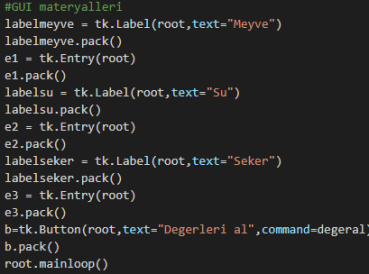 #GUI materyalleri
labelmeyve = tk.Label(root,text="Meyve")
labelmeyve.pack()
e1 = tk.Entry(root)
e1.pack()
labelsu = tk.Label(root,text="Su")
labelsu.pack()
e2 = tk.Entry(root)
e2.pack()
labelseker = tk.Label(root,text="Seker")
labelseker.pack()
e3 = tk.Entry(root)
e3.pack()
b=tk.Button(root,text="Degerleri al",command=degeral)
b.pack()
root.mainloop()